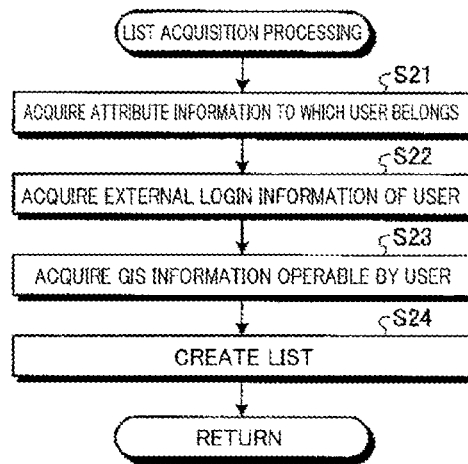 LIST ACQUISITION PROCESSING
S21
ACQUIRE ATTRIBUTE INFORMATION TO WHICH USER BELONGS
S22
ACQUIRE EXTERNAL LOGIN INFORMATION OF USER
S23
ACQUIRE GIS INFORMATION OPERABLE BY USER
S24
CREATE LIST
RETURN